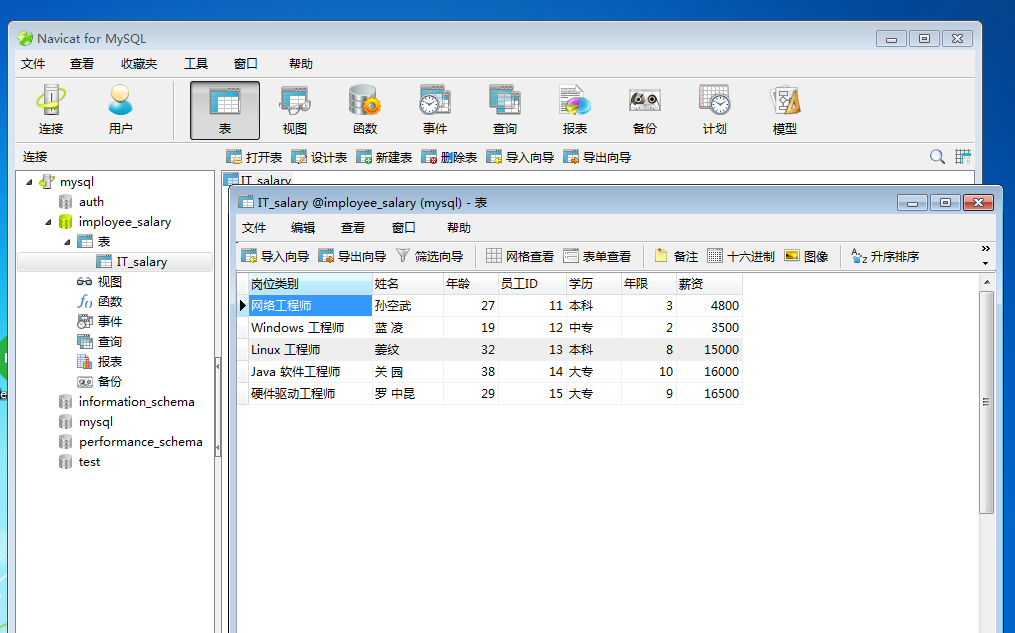 Navicat for MySQL
文件 查看 收藏夹 工具 窗口 帮助
连接 用户 表 视图 函数 事件 查询 报表 备份 计划 模型
连接 打开表 设计表 新建表 删除表 导入向导 导出向导
mysql
auth
imployee_salary
表
IT_salary
视图
函数
事件
查询
报表
备份
information_schema
mysql
performance_schema
test
IT_salary
IT_salary @imployee_salary (mysql) - 表
文件 编辑 查看 窗口 帮助
导入向导 导出向导 筛选向导 网格查看 表单查看 备注 十六进制 图像 升序排序
岗位类别 姓名 年龄 员工ID 学历 年限 薪资
网络工程师 孙空武 27 11 本科 3 4800
Windows 工程师 蓝 凌 19 12 中专 2 3500
Linux 工程师 姜纹 32 13 本科 8 15000
Java 软件工程师 关 园 38 14 大专 10 16000
硬件驱动工程师 罗 中昆 29 15 大专 9 16500